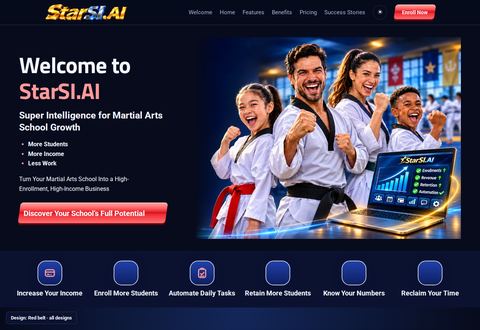 StarSI.AI
Welcome Home Features Benefits Pricing Success Stories
Enroll Now
Welcome to
StarSI.AI
Super Intelligence for Martial Arts
School Growth
More Students
More Income
Less Work
Turn Your Martial Arts School Into a High-
Enrollment, High-Income Business
Discover Your School's Full Potential
StarSI.AI
Enrollments
Revenue
Retention
Automation
Increase Your Income
Enroll More Students
Automate Daily Tasks
Retain More Students
Know Your Numbers
Reclaim Your Time
Design: Red belt - all designs